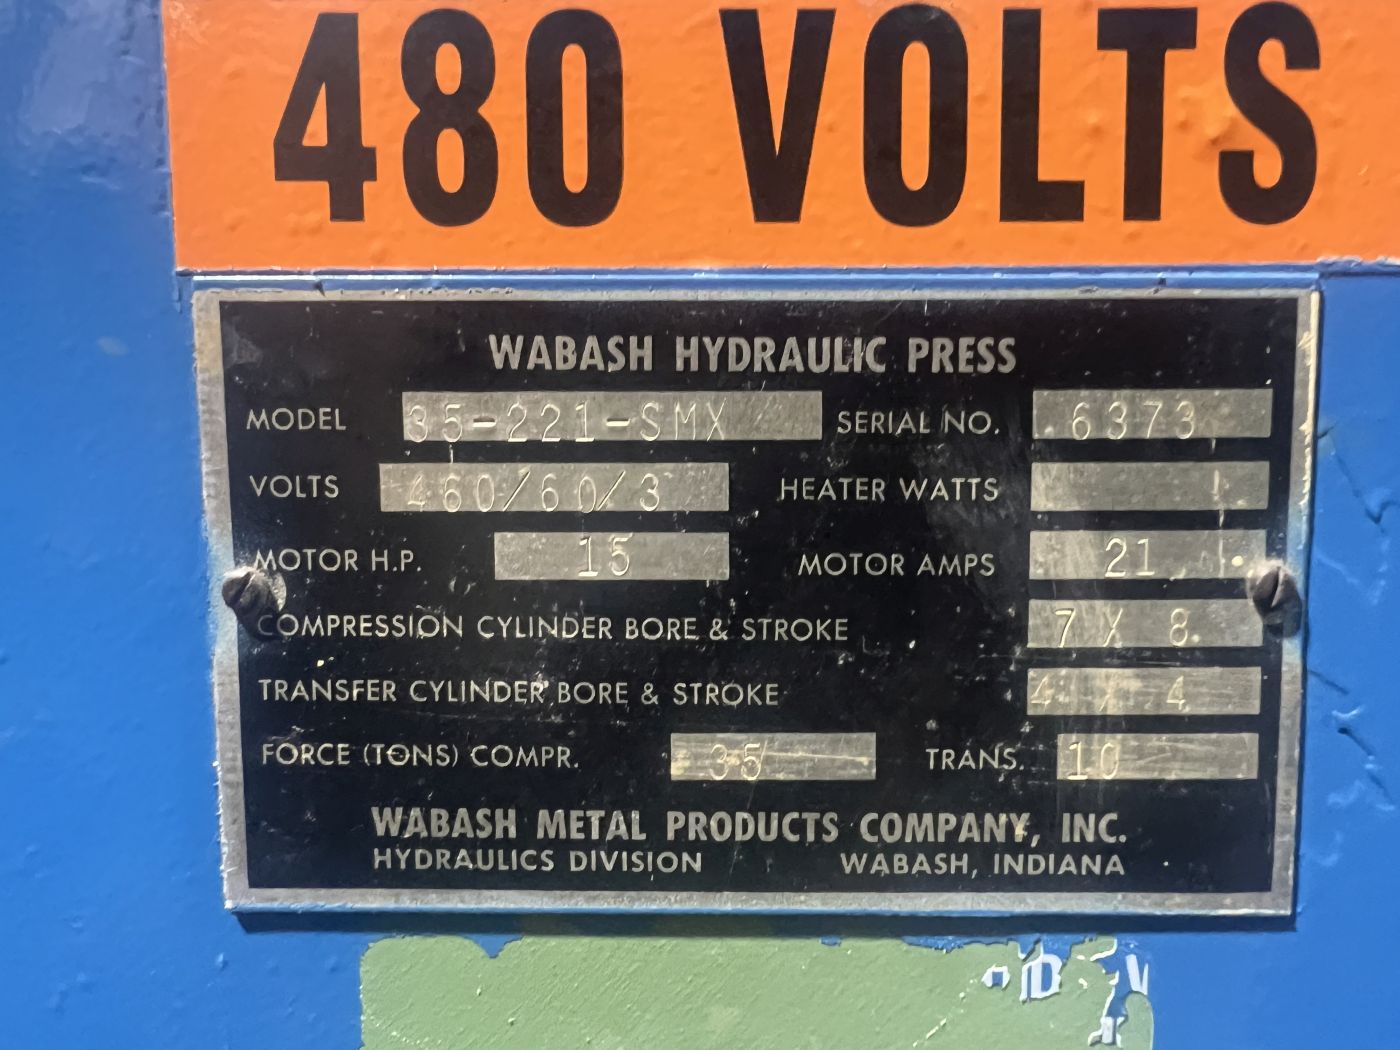 480 VOLTS
WABASH HYDRAULIC PRESS
MODEL 35-221-SMX SERIAL NO. 6373
VOLTS 460/60/3 HEATER WATTS
MOTOR H.P. 15 MOTOR AMPS 21
COMPRESSION CYLINDER BORE & STROKE 7 X 8
TRANSFER CYLINDER BORE & STROKE 4 X 4
FORCE (TONS) COMPR. 35 TRANS. 10
WABASH METAL PRODUCTS COMPANY, INC.
HYDRAULICS DIVISION WABASH, INDIANA